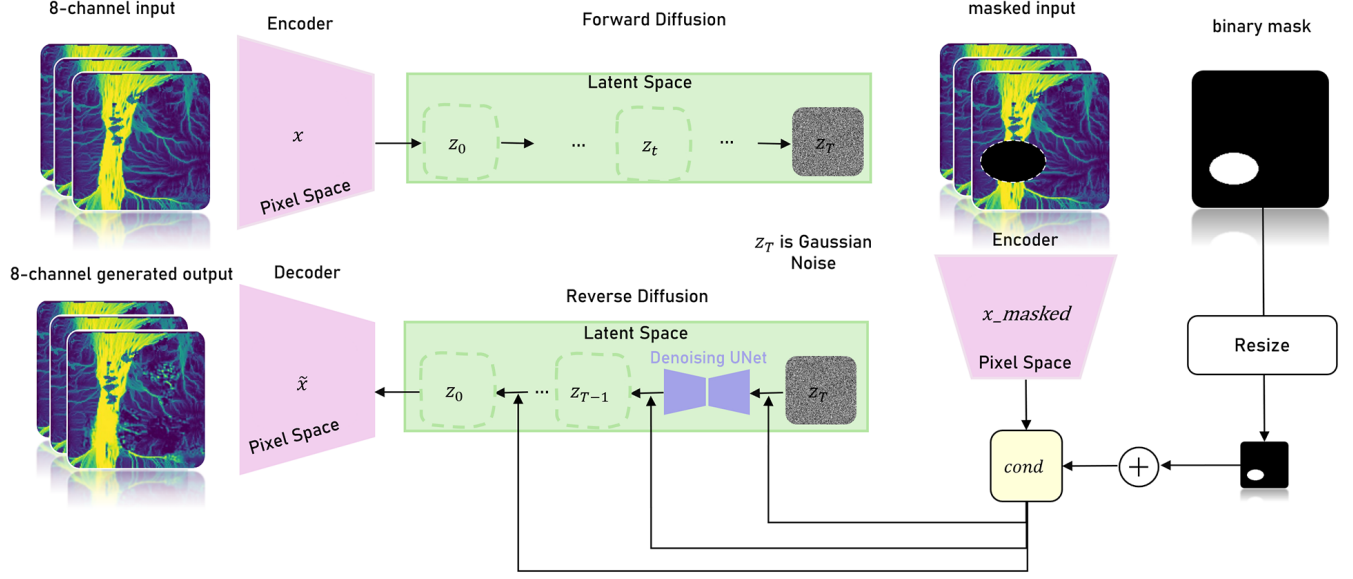 8-channel input
Encoder
Forward Diffusion
masked input
binary mask
Latent Space
x
z_0
...
z_t
...
z_T
Pixel Space
z_T is Gaussian
Noise
Encoder
x_masked
Pixel Space
Resize
8-channel generated output
Decoder
Reverse Diffusion
Latent Space
Denoising UNet
x̃
z_0
...
z_{T-1}
z_T
Pixel Space
cond
+